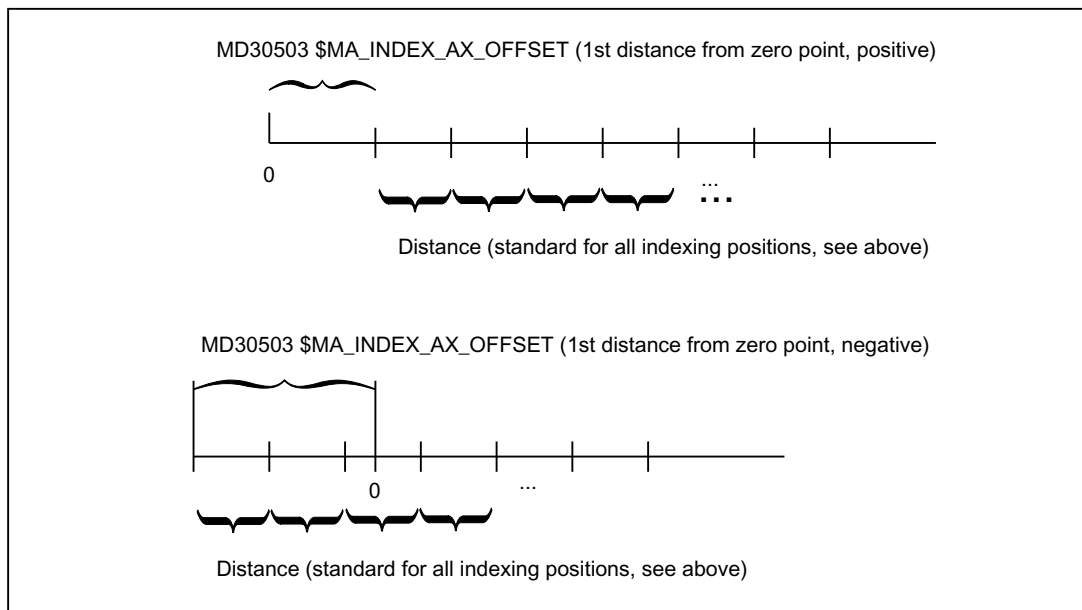 MD30503 $MA_INDEX_AX_OFFSET (1st distance from zero point, positive)
0
...
...
Distance (standard for all indexing positions, see above)
MD30503 $MA_INDEX_AX_OFFSET (1st distance from zero point, negative)
0
...
Distance (standard for all indexing positions, see above)